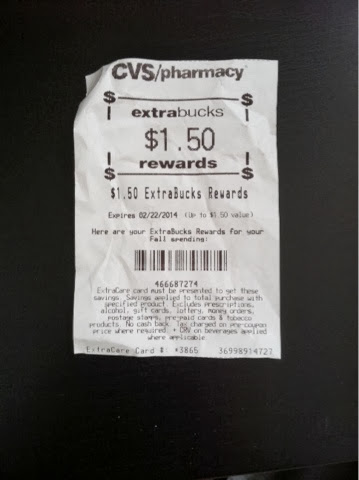 CVS/pharmacy
$ $
extrabucks
$1.50
rewards
$ $
$1.50 ExtraBucks Rewards
Expires 02/22/2014 (Up to $1.50 value)
Here are your ExtraBucks Rewards for your
Fall spending:
466687274
ExtraCare card must be presented to get these
savings. Savings applied to total purchase with
specified product. Excludes prescriptions,
alcohol, gift cards, lottery, money orders,
postage stamps, pre-paid cards & tobacco
products. No cash back. Tax charged on pre-coupon
price where required. + CRV on beverages applied
where applicable.
ExtraCare Card #: *3865 36998914727